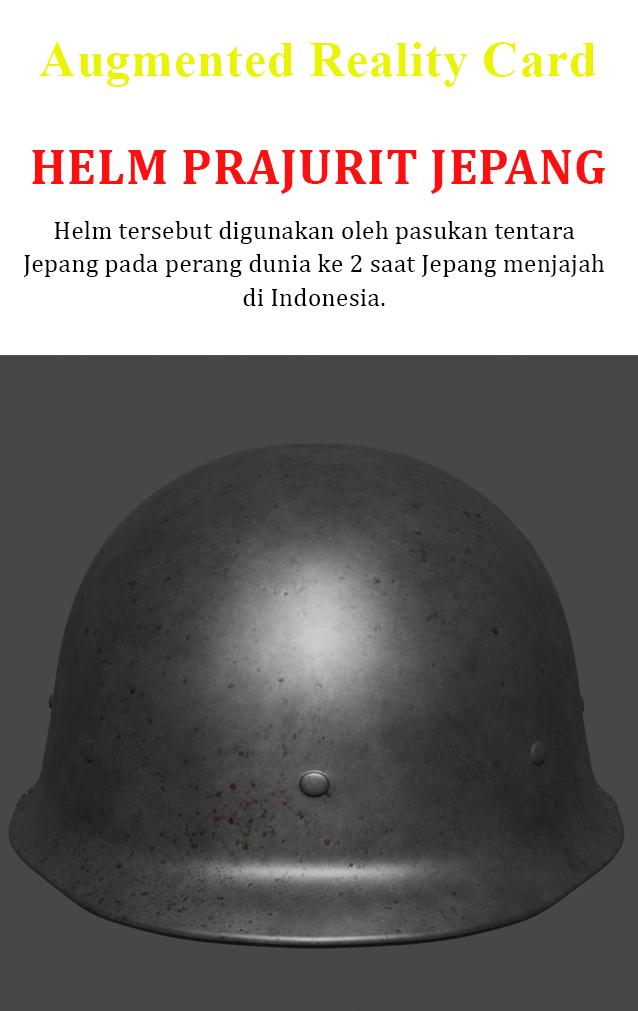 Augmented Reality Card
HELM PRAJURIT JEPANG
Helm tersebut digunakan oleh pasukan tentara
Jepang pada perang dunia ke 2 saat Jepang menjajah
di Indonesia.